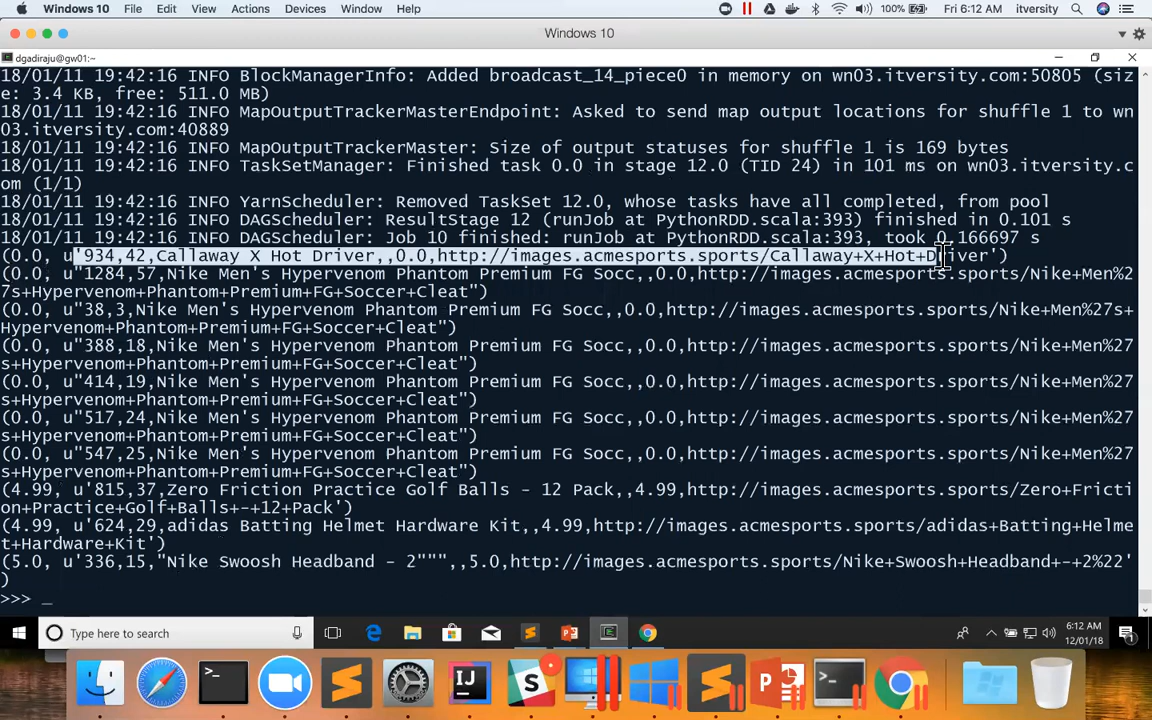 Windows 10 File Edit View Actions Devices Window Help 100% Fri 6:12 AM itversity
Windows 10
dgadiraju@gw01:~
18/01/11 19:42:16 INFO BlockManagerInfo: Added broadcast_14_piece0 in memory on wn03.itversity.com:50805 (siz
e: 3.4 KB, free: 511.0 MB)
18/01/11 19:42:16 INFO MapOutputTrackerMasterEndpoint: Asked to send map output locations for shuffle 1 to wn
03.itversity.com:40889
18/01/11 19:42:16 INFO MapOutputTrackerMaster: Size of output statuses for shuffle 1 is 169 bytes
18/01/11 19:42:16 INFO TaskSetManager: Finished task 0.0 in stage 12.0 (TID 24) in 101 ms on wn03.itversity.c
om (1/1)
18/01/11 19:42:16 INFO YarnScheduler: Removed TaskSet 12.0, whose tasks have all completed, from pool
18/01/11 19:42:16 INFO DAGScheduler: ResultStage 12 (runJob at PythonRDD.scala:393) finished in 0.101 s
18/01/11 19:42:16 INFO DAGScheduler: Job 10 finished: runJob at PythonRDD.scala:393, took 0.166697 s
(0.0, u'934,42,Callaway X Hot Driver,,0.0,http://images.acmesports.sports/Callaway+X+Hot+Driver')
(0.0, u"1284,57,Nike Men's Hypervenom Phantom Premium FG Socc,,0.0,http://images.acmesports.sports/Nike+Men%2
7s+Hypervenom+Phantom+Premium+FG+Soccer+Cleat")
(0.0, u"38,3,Nike Men's Hypervenom Phantom Premium FG Socc,,0.0,http://images.acmesports.sports/Nike+Men%27s+
Hypervenom+Phantom+Premium+FG+Soccer+Cleat")
(0.0, u"388,18,Nike Men's Hypervenom Phantom Premium FG Socc,,0.0,http://images.acmesports.sports/Nike+Men%27
s+Hypervenom+Phantom+Premium+FG+Soccer+Cleat")
(0.0, u"414,19,Nike Men's Hypervenom Phantom Premium FG Socc,,0.0,http://images.acmesports.sports/Nike+Men%27
s+Hypervenom+Phantom+Premium+FG+Soccer+Cleat")
(0.0, u"517,24,Nike Men's Hypervenom Phantom Premium FG Socc,,0.0,http://images.acmesports.sports/Nike+Men%27
s+Hypervenom+Phantom+Premium+FG+Soccer+Cleat")
(0.0, u"547,25,Nike Men's Hypervenom Phantom Premium FG Socc,,0.0,http://images.acmesports.sports/Nike+Men%27
s+Hypervenom+Phantom+Premium+FG+Soccer+Cleat")
(4.99, u'815,37,Zero Friction Practice Golf Balls - 12 Pack,,4.99,http://images.acmesports.sports/Zero+Fricti
on+Practice+Golf+Balls+-+12+Pack')
(4.99, u'624,29,adidas Batting Helmet Hardware Kit,,4.99,http://images.acmesports.sports/adidas+Batting+Helme
t+Hardware+Kit')
(5.0, u'336,15,"Nike Swoosh Headband - 2""",,5.0,http://images.acmesports.sports/Nike+Swoosh+Headband+-+2%22'
)
>>> _
Type here to search
6:12 AM
12/01/18